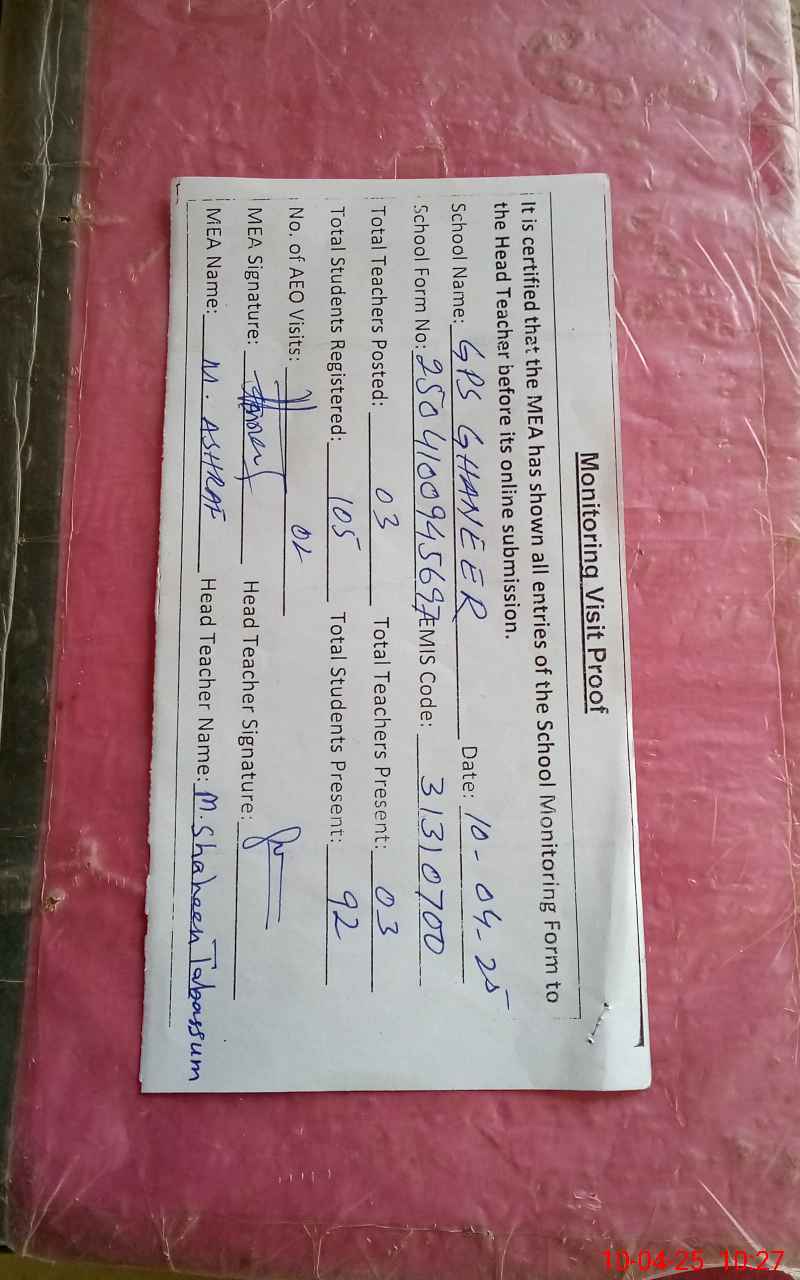 Monitoring Visit Proof
It is certified that the MEA has shown all entries of the School Monitoring Form to
the Head Teacher before its online submission.
School Name: GPS GHANEER Date: 10-04-25
School Form No: EMIS Code: 31310700
Total Teachers Posted: 03 Total Teachers Present: 03
Total Students Registered: 105 Total Students Present: 92
No. of AEO Visits:
MEA Signature: Head Teacher Signature:
MEA Name: M. ASHRAF Head Teacher Name: M. Shaheen Tabassum
10-04-25 10:27